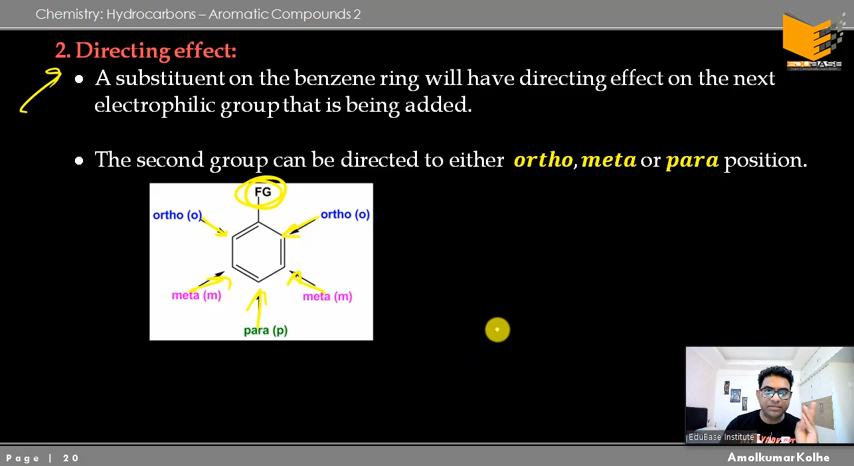 Chemistry: Hydrocarbons – Aromatic Compounds 2
2. Directing effect:
• A substituent on the benzene ring will have directing effect on the next
electrophilic group that is being added.
• The second group can be directed to either ortho, meta or para position.
FG
ortho (o)
ortho (o)
meta (m)
meta (m)
para (p)
EDUBASE
EduBase Institute
Page | 20
Amolkumar Kolhe